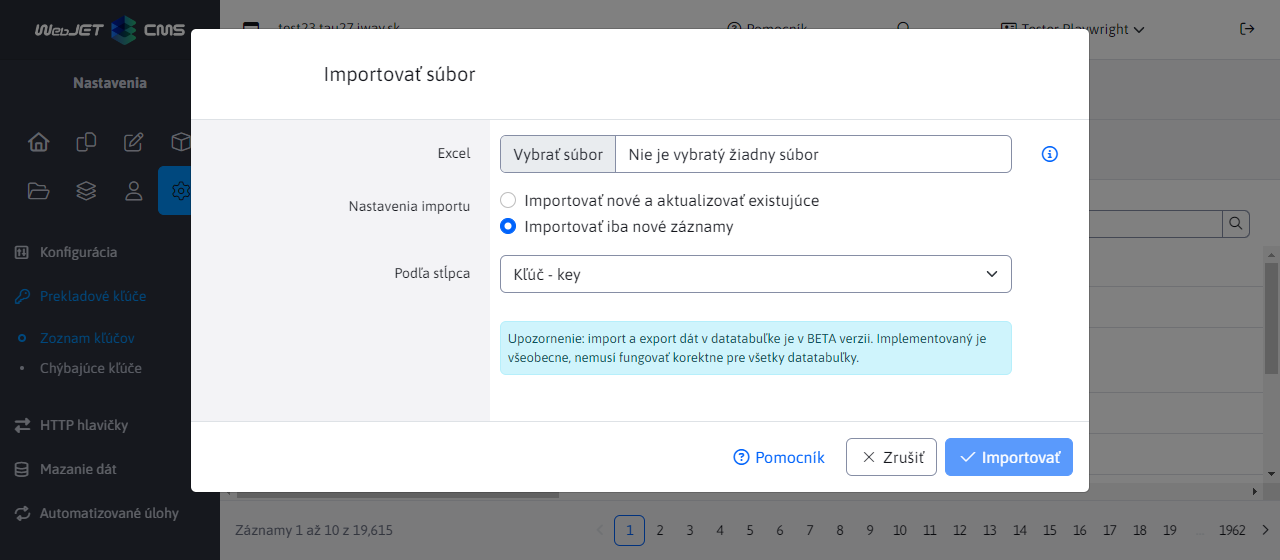 WebJET CMS
test23.tau27.iway.sk
Pomocník
Tester Playwright
Nastavenia
Konfigurácia
Prekladové kľúče
Zoznam kľúčov
Chýbajúce kľúče
HTTP hlavičky
Mazanie dát
Automatizované úlohy
Importovať súbor
Excel
Vybrať súbor Nie je vybratý žiadny súbor
Nastavenia importu
Importovať nové a aktualizovať existujúce
Importovať iba nové záznamy
Podľa stĺpca
Kľúč - key
Upozornenie: import a export dát v datatabuľke je v BETA verzii. Implementovaný je
všeobecne, nemusi fungovať korektne pre všetky datatabuľky.
Pomocník Zrušiť Importovať
Záznamy 1 až 10 z 19,615
1 2 3 4 5 6 7 8 9 10 11 12 13 14 15 16 17 18 19 … 1962